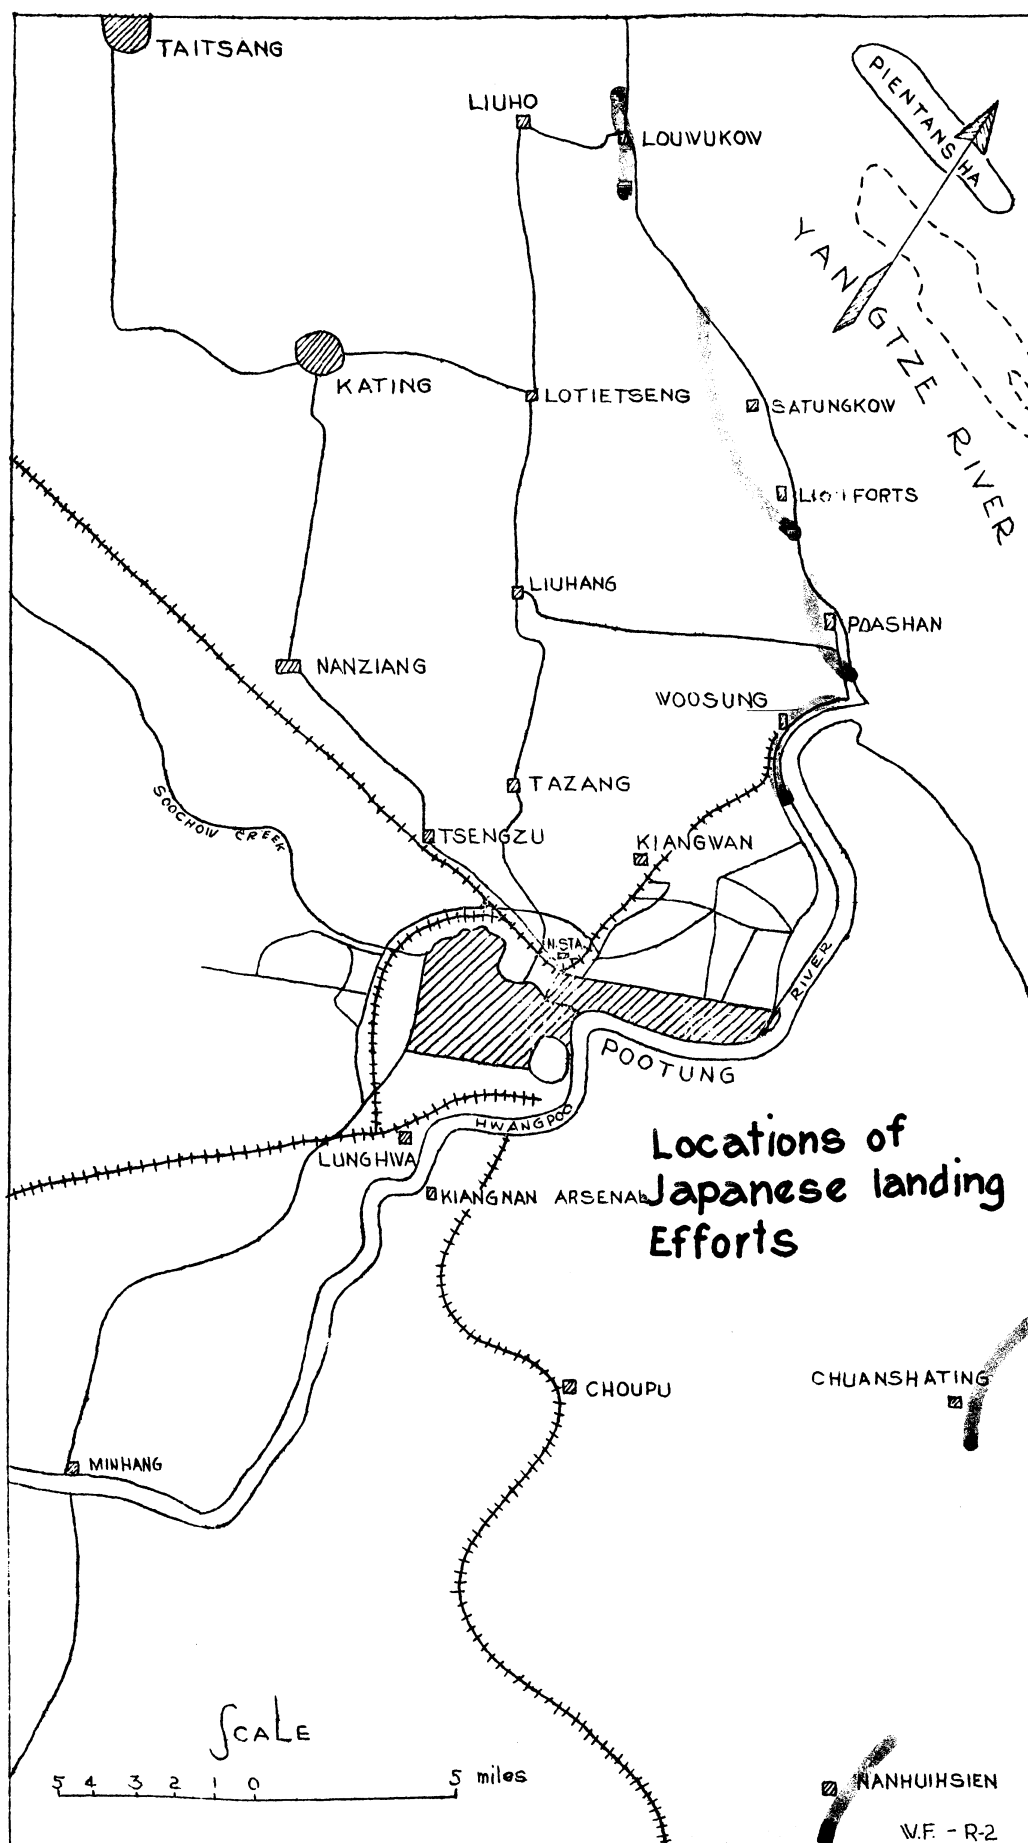 TAITSANG
PIENTANSHA
LIUHO
LOUWUKOW
YANGTZE RIVER
KATING
LOTIETSENG
SATUNGKOW
FORTS
LIUHANG
POASHAN
NANZIANG
WOOSUNG
TAZANG
SOOCHOW CREEK
TSENGZU
KIANGWAN
N.STA.
RIVER
POOTUNG
HWANGPOO
LUNGHWA
KIANGNAN ARSENAL
Locations of
Japanese landing
Efforts
CHOUPU
CHUANSHATING
MINHANG
SCALE
5 4 3 2 1 0 5 miles
NANHUIHSIEN
W.F. - R-2